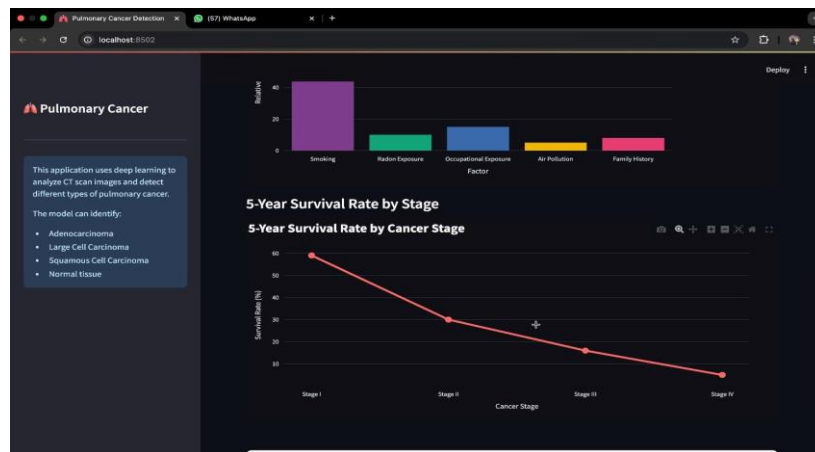 Pulmonary Cancer Detection
(57) WhatsApp
localhost:8502
Deploy
Pulmonary Cancer
This application uses deep learning to
analyze CT scan images and detect
different types of pulmonary cancer.
The model can identify:
Adenocarcinoma
Large Cell Carcinoma
Squamous Cell Carcinoma
Normal tissue
Relative
40
20
0
Smoking Radon Exposure Occupational Exposure Air Pollution Family History
Factor
5-Year Survival Rate by Stage
5-Year Survival Rate by Cancer Stage
Survival Rate (%)
60
50
40
30
20
10
Stage I Stage II Stage III Stage IV
Cancer Stage